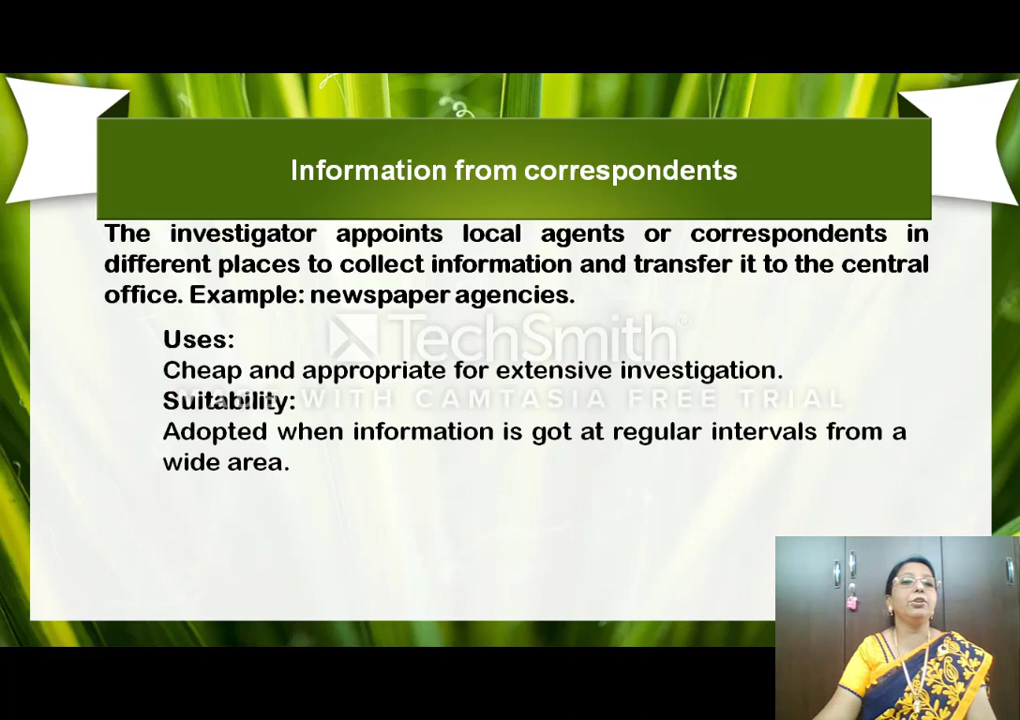 Information from correspondents
The investigator appoints local agents or correspondents in
different places to collect information and transfer it to the central
office. Example: newspaper agencies.
TechSmith®
Uses:
Cheap and appropriate for extensive investigation.
MADE WITH CAMTASIA FREE TRIAL
Suitability:
Adopted when information is got at regular intervals from a
wide area.